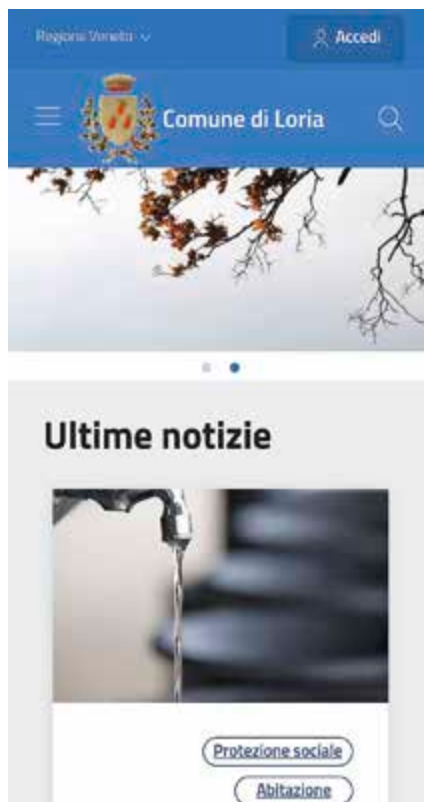 Regione Veneto
Accedi
Comune di Loria
Ultime notizie
Protezione sociale
Abitazione